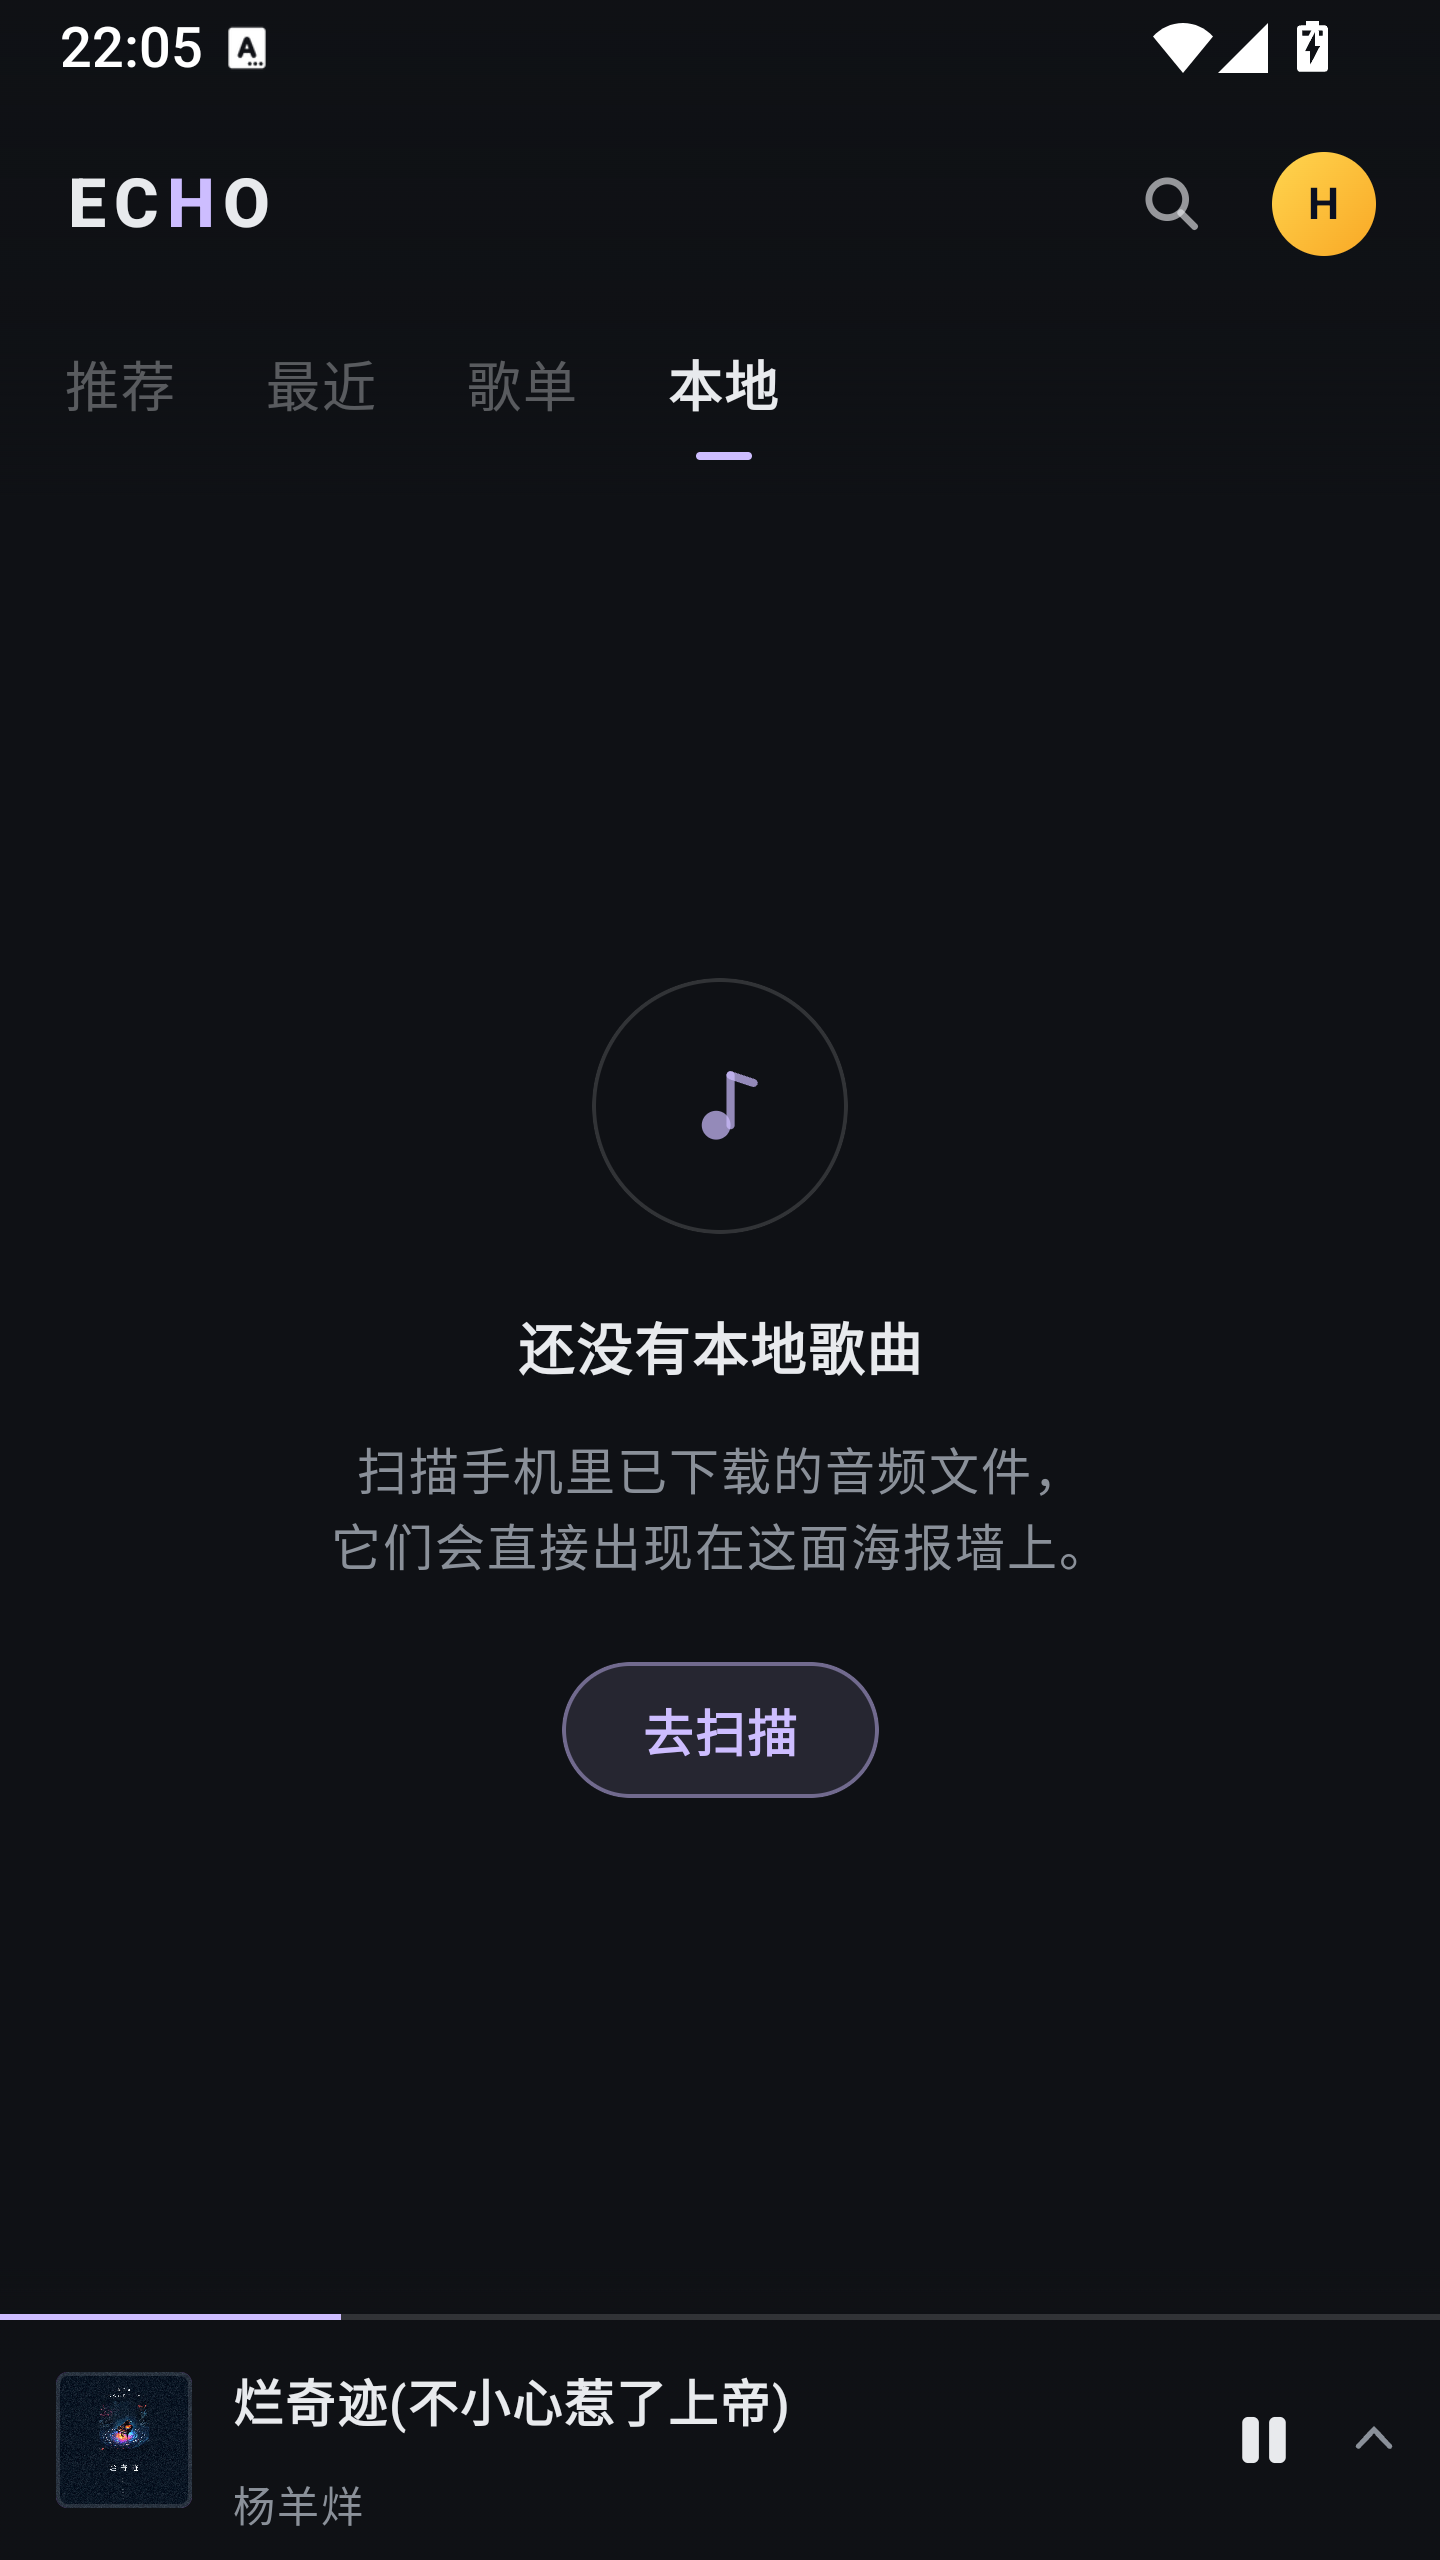 22:05
ECHO
H
推荐 最近 歌单 本地
还没有本地歌曲
扫描手机里已下载的音频文件，
它们会直接出现在这面海报墙上。
去扫描
烂奇迹(不小心惹了上帝)
杨羊烊